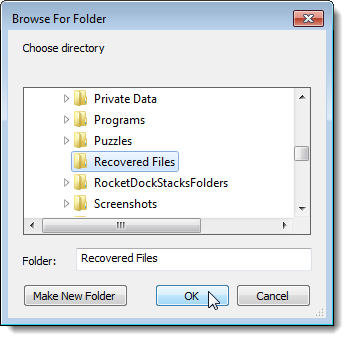 Browse For Folder
Choose directory
Private Data
Programs
Puzzles
Recovered Files
RocketDockStacksFolders
Screenshots
Folder: Recovered Files
Make New Folder OK Cancel